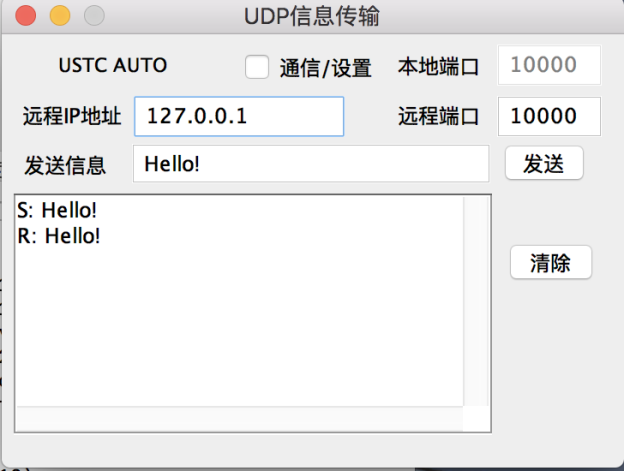 UDP信息传输
USTC AUTO 通信/设置 本地端口 10000
远程IP地址 127.0.0.1 远程端口 10000
发送信息 Hello! 发送
S: Hello!
R: Hello!
清除